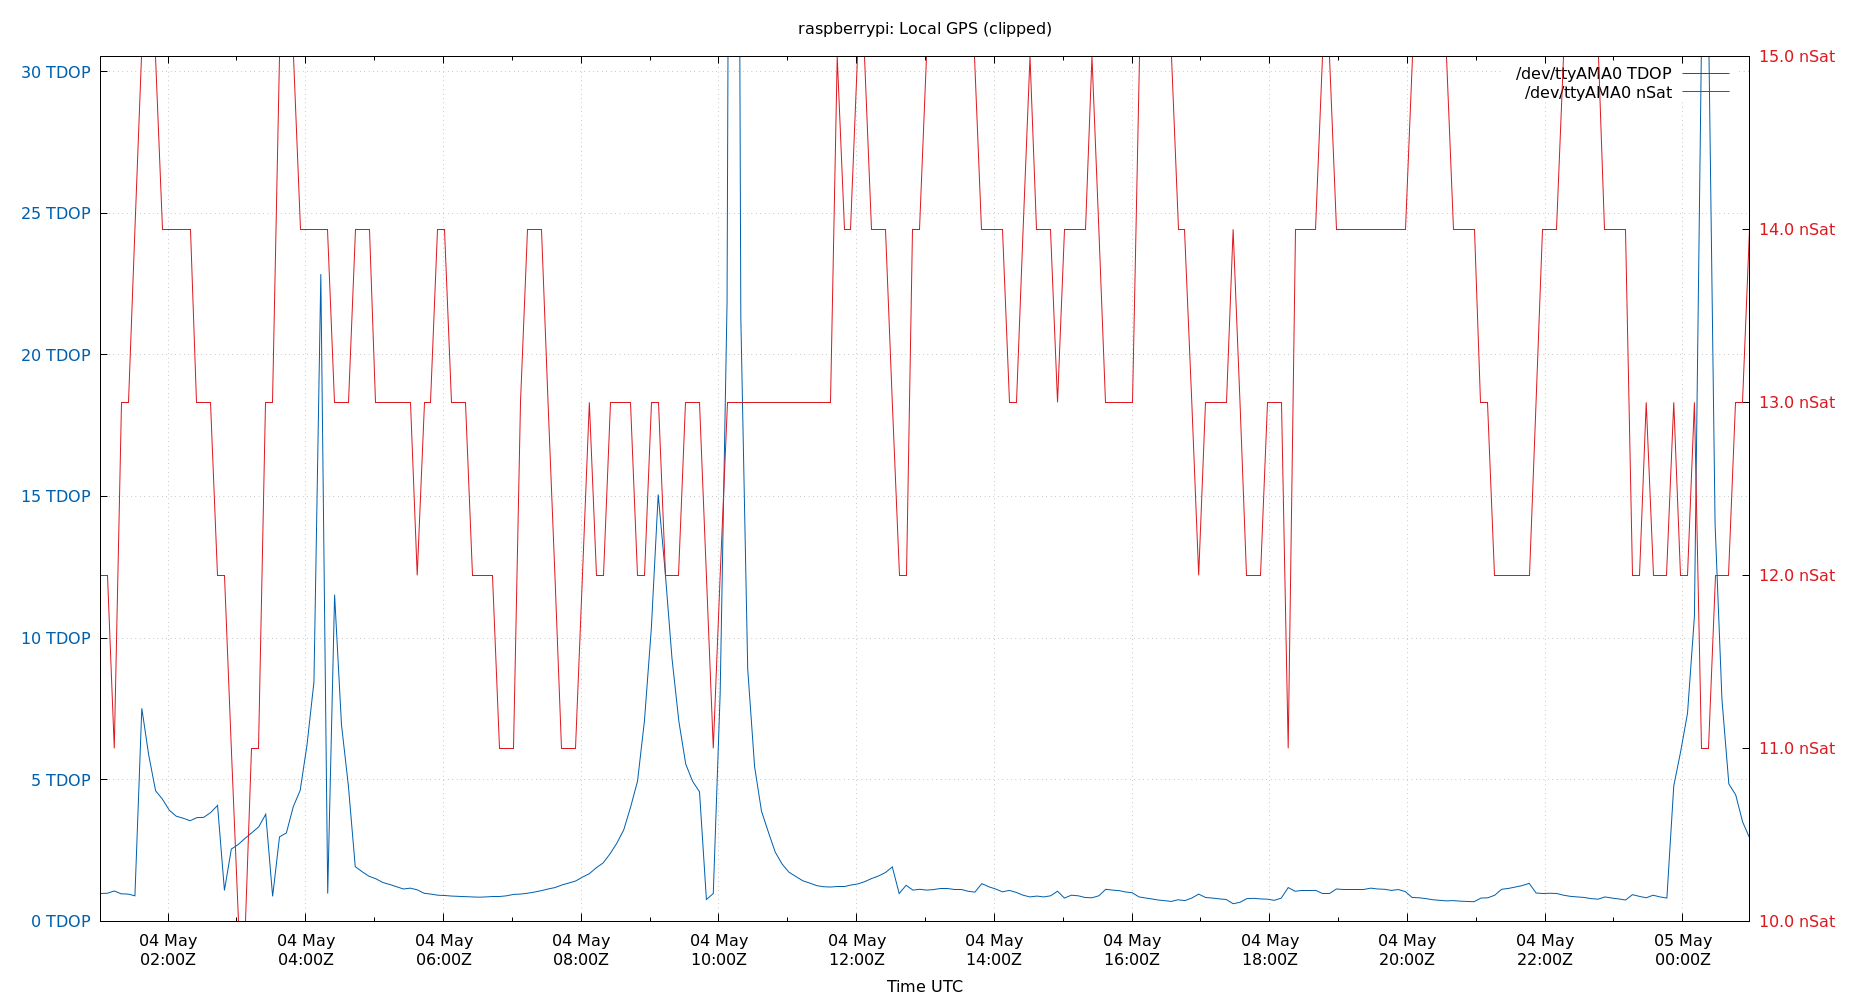 raspberrypi: Local GPS (clipped)
30 TDOP
25 TDOP
20 TDOP
15 TDOP
10 TDOP
5 TDOP
0 TDOP
15.0 nSat
14.0 nSat
13.0 nSat
12.0 nSat
11.0 nSat
10.0 nSat
/dev/ttyAMA0 TDOP
/dev/ttyAMA0 nSat
04 May 04 May 04 May 04 May 04 May 04 May 04 May 04 May 04 May 04 May 04 May 05 May
02:00Z 04:00Z 06:00Z 08:00Z 10:00Z 12:00Z 14:00Z 16:00Z 18:00Z 20:00Z 22:00Z 00:00Z
Time UTC